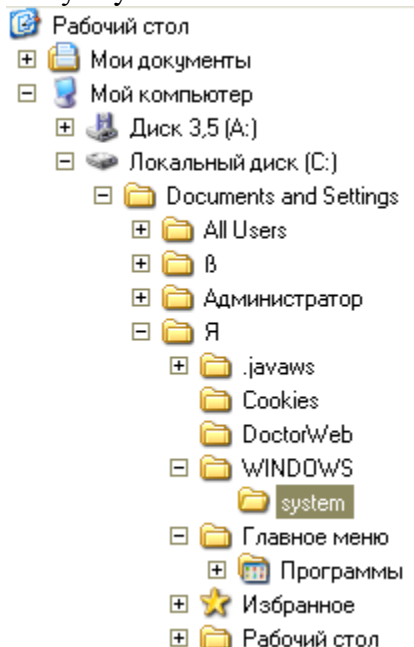 Рабочий стол
Мои документы
Мой компьютер
Диск 3,5 (A:)
Локальный диск (C:)
Documents and Settings
All Users
ß
Администратор
Я
.javaws
Cookies
DoctorWeb
WINDOWS
system
Главное меню
Программы
Избранное
Рабочий стол